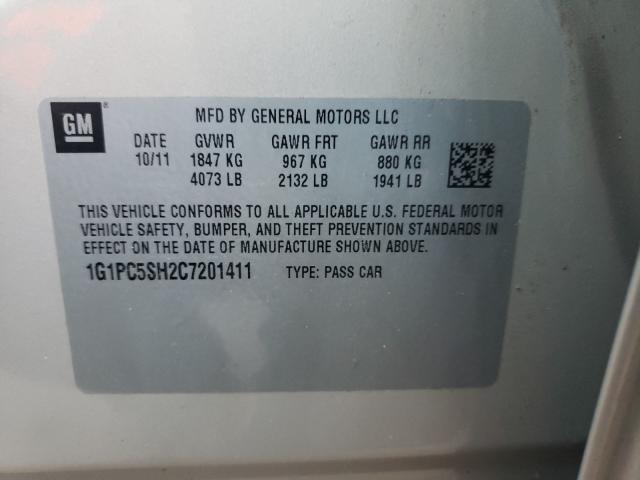 GM ®
MFD BY GENERAL MOTORS LLC
DATE GVWR GAWR FRT GAWR RR
10/11 1847 KG 967 KG 880 KG
4073 LB 2132 LB 1941 LB
THIS VEHICLE CONFORMS TO ALL APPLICABLE U.S. FEDERAL MOTOR
VEHICLE SAFETY, BUMPER, AND THEFT PREVENTION STANDARDS IN
EFFECT ON THE DATE OF MANUFACTURE SHOWN ABOVE.
1G1PC5SH2C7201411 TYPE: PASS CAR